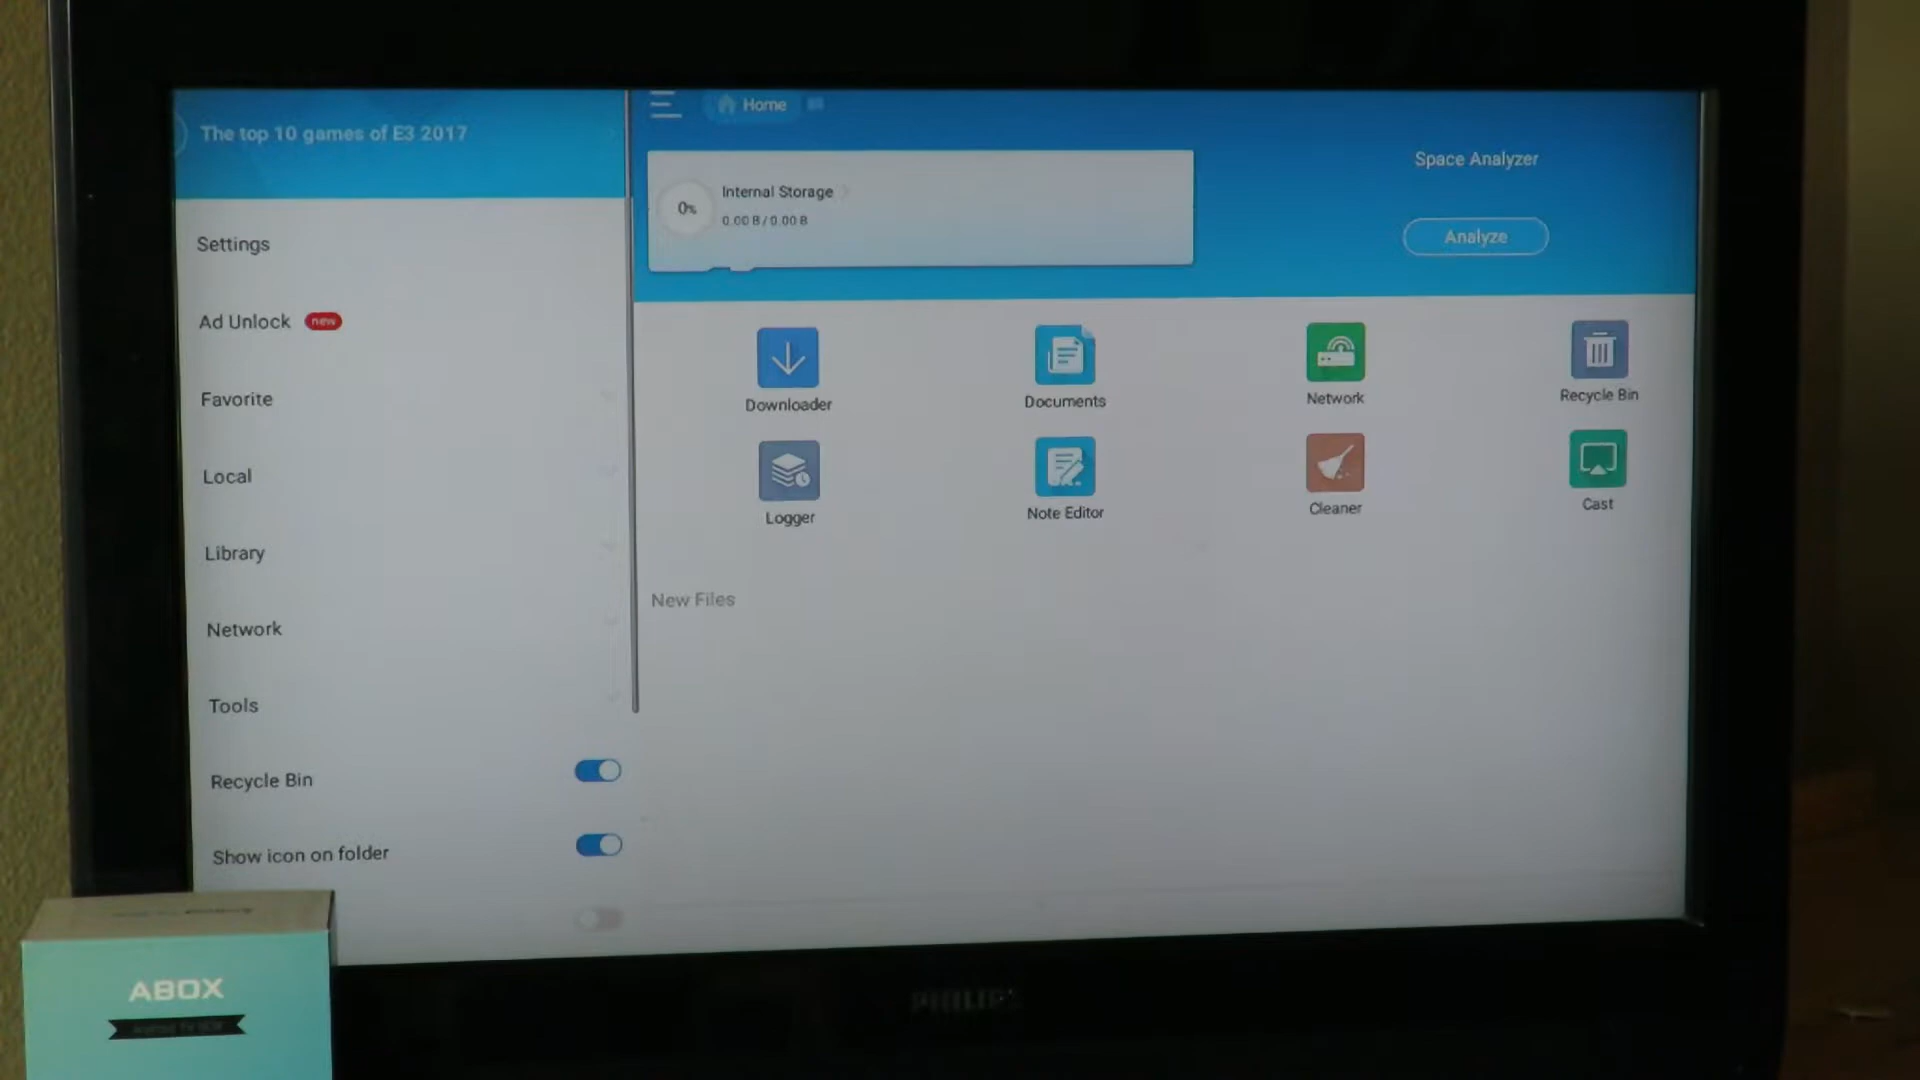 The top 10 games of E3 2017
Settings
Ad Unlock new
Favorite
Local
Library
Network
Tools
Recycle Bin
Show icon on folder
Home
0%
Internal Storage
0.00 B / 0.00 B
Space Analyzer
Analyze
Downloader
Documents
Network
Recycle Bin
Logger
Note Editor
Cleaner
Cast
New Files
ABOX
PHILIPS